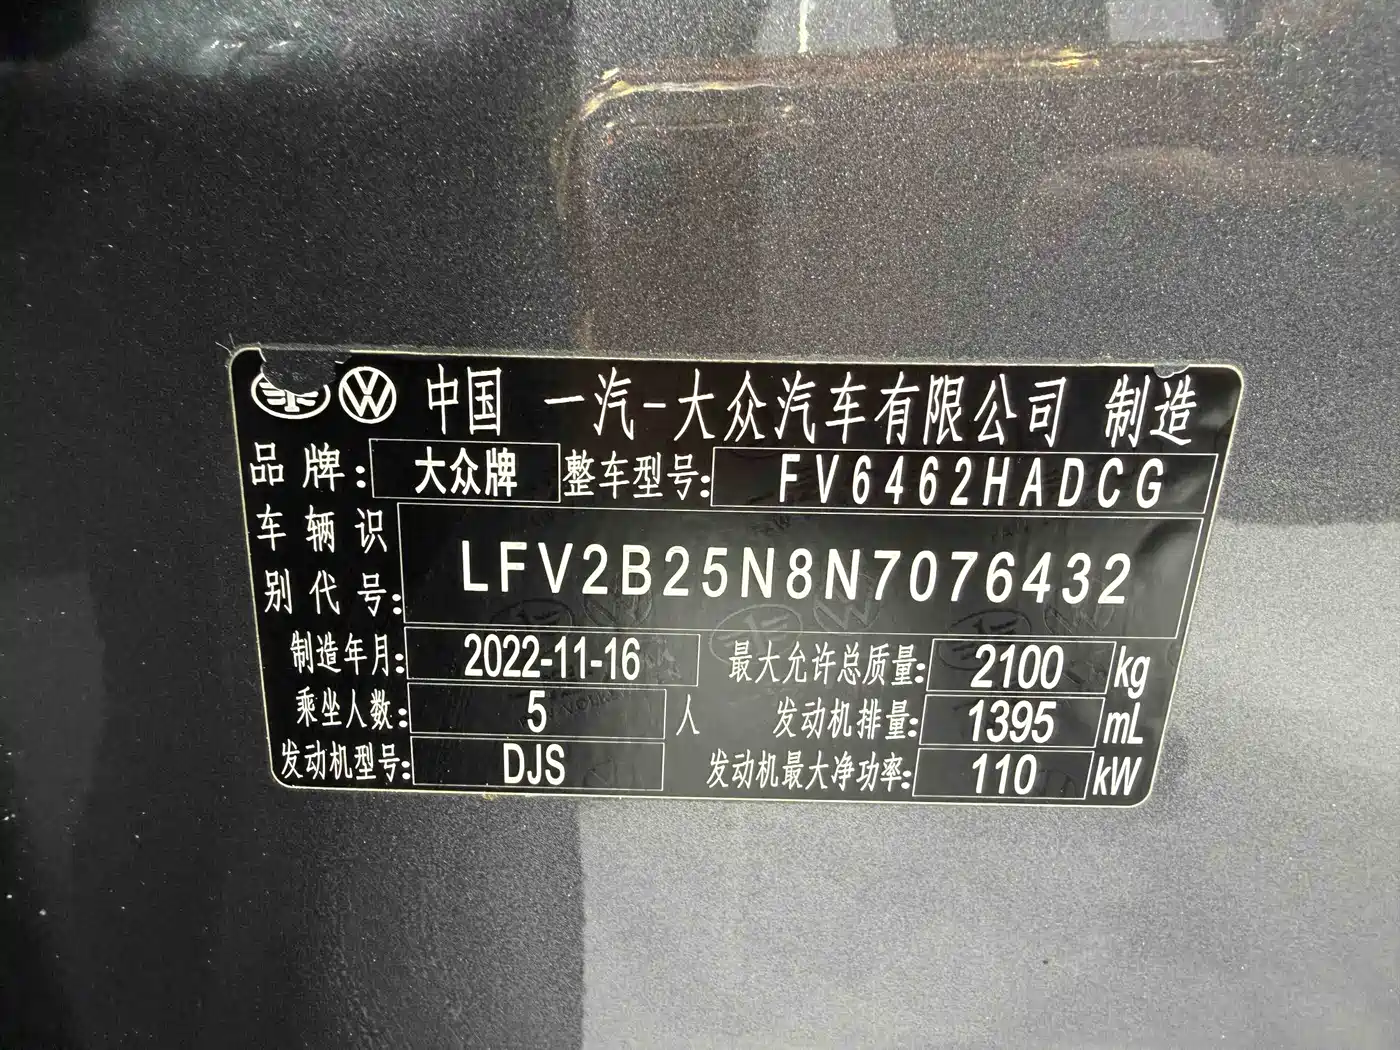 中国 一汽-大众汽车有限公司 制造
品牌: 大众牌 整车型号: FV6462HADCG
车辆识别代号: LFV2B25N8N7076432
制造年月: 2022-11-16 最大允许总质量: 2100 kg
乘坐人数: 5 人 发动机排量: 1395 mL
发动机型号: DJS 发动机最大净功率: 110 kW